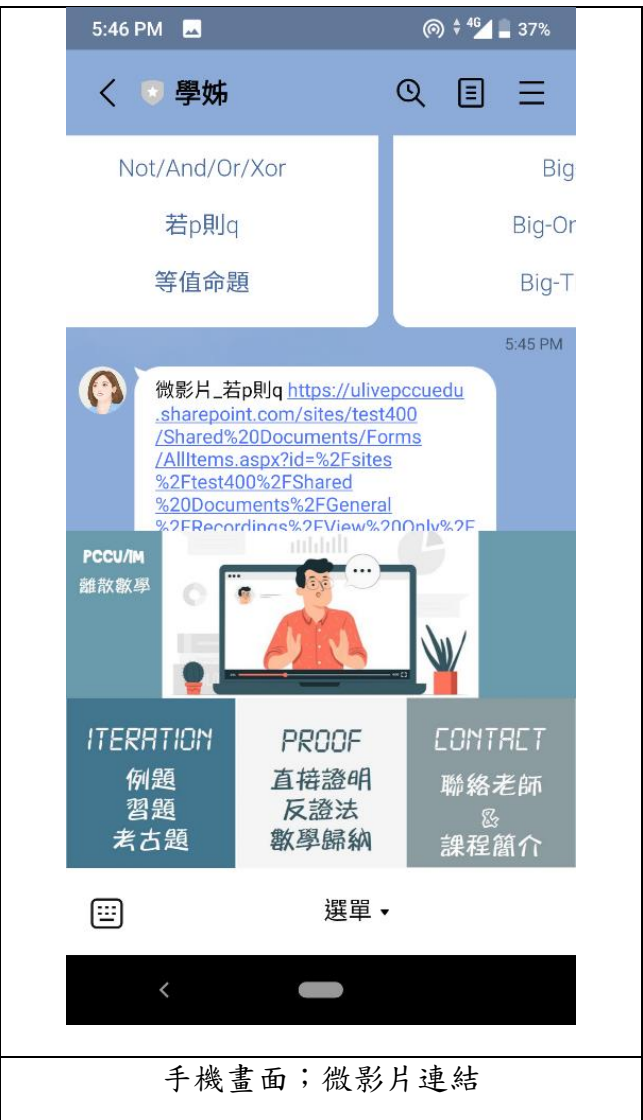 5:46 PM
4G 37%
學姊
Not/And/Or/Xor
若p則q
等值命題
Big
Big-Or
Big-T
5:45 PM
微影片_若p則q https://ulivepccuedu
.sharepoint.com/sites/test400
/Shared%20Documents/Forms
/AllItems.aspx?id=%2Fsites
%2Ftest400%2FShared
%20Documents%2FGeneral
%2FRecordings%2FView%20Only%2F
PCCU/IM
離散數學
ITERATION
例題
習題
考古題
PROOF
直接證明
反證法
數學歸納
CONTACT
聯絡老師
&
課程簡介
選單
手機畫面；微影片連結